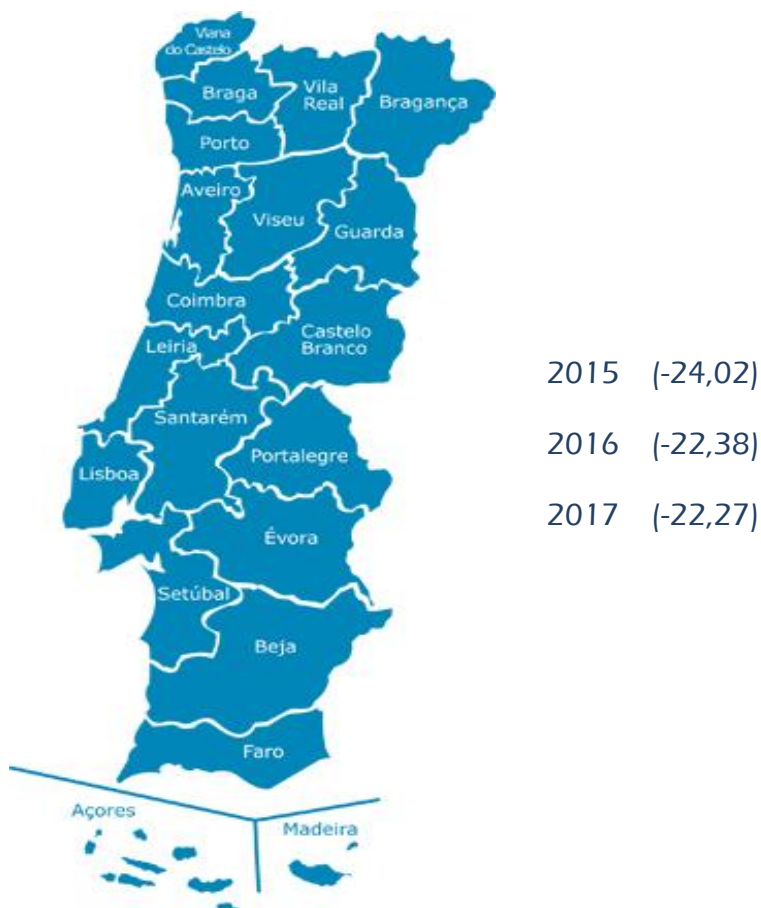 Viana
do Castelo
Braga
Vila
Real
Bragança
Porto
Aveiro
Viseu
Guarda
Coimbra
Leiria
Castelo
Branco
Santarém
Lisboa
Portalegre
Évora
Setúbal
Beja
Faro
Açores
Madeira
2015 (-24,02)
2016 (-22,38)
2017 (-22,27)